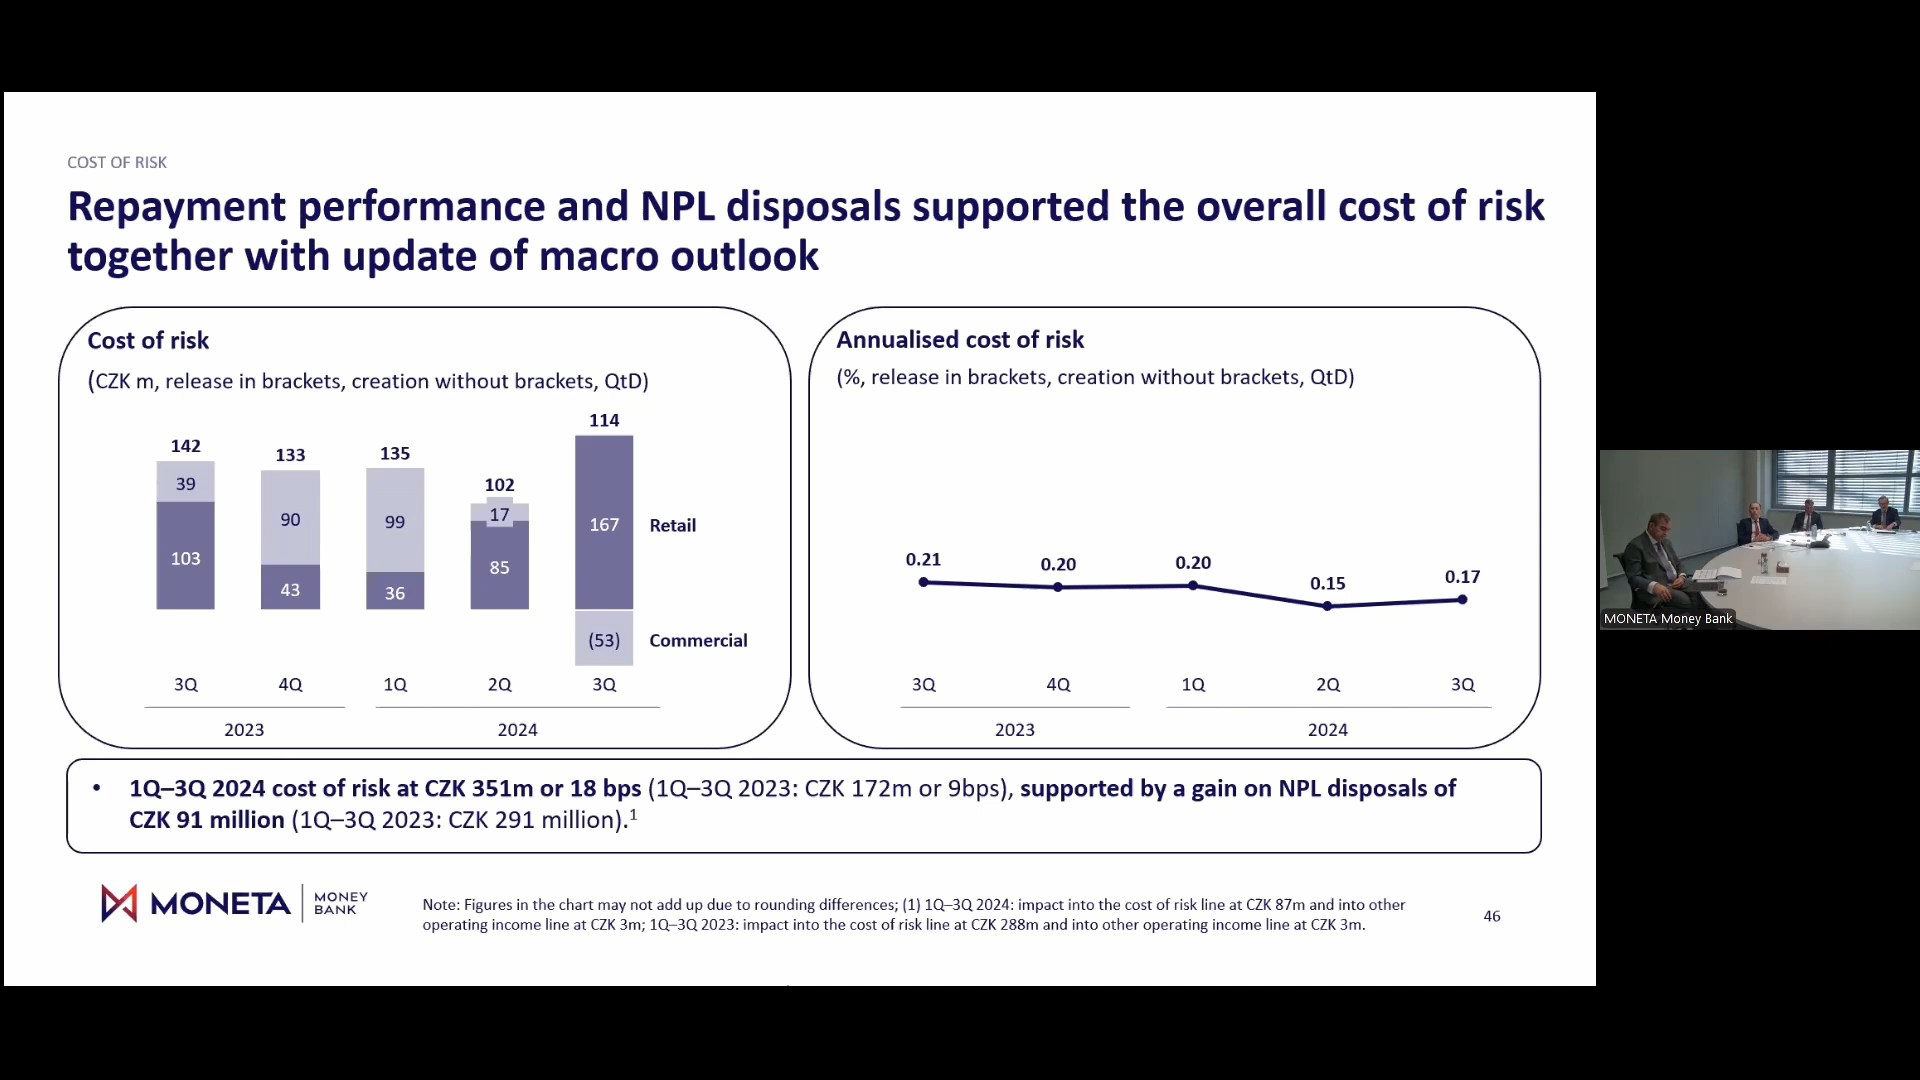 COST OF RISK
Repayment performance and NPL disposals supported the overall cost of risk
together with update of macro outlook
Cost of risk
(CZK m, release in brackets, creation without brackets, QtD)
142
133
135
102
114
39
90
99
17
167
103
43
36
85
(53)
Retail
Commercial
3Q
4Q
1Q
2Q
3Q
2023
2024
Annualised cost of risk
(%, release in brackets, creation without brackets, QtD)
0.21
0.20
0.20
0.15
0.17
3Q
4Q
1Q
2Q
3Q
2023
2024
• 1Q–3Q 2024 cost of risk at CZK 351m or 18 bps (1Q–3Q 2023: CZK 172m or 9bps), supported by a gain on NPL disposals of
CZK 91 million (1Q–3Q 2023: CZK 291 million).1
MONETA
MONEY
BANK
Note: Figures in the chart may not add up due to rounding differences; (1) 1Q–3Q 2024: impact into the cost of risk line at CZK 87m and into other
operating income line at CZK 3m; 1Q–3Q 2023: impact into the cost of risk line at CZK 288m and into other operating income line at CZK 3m.
46
MONETA Money Bank